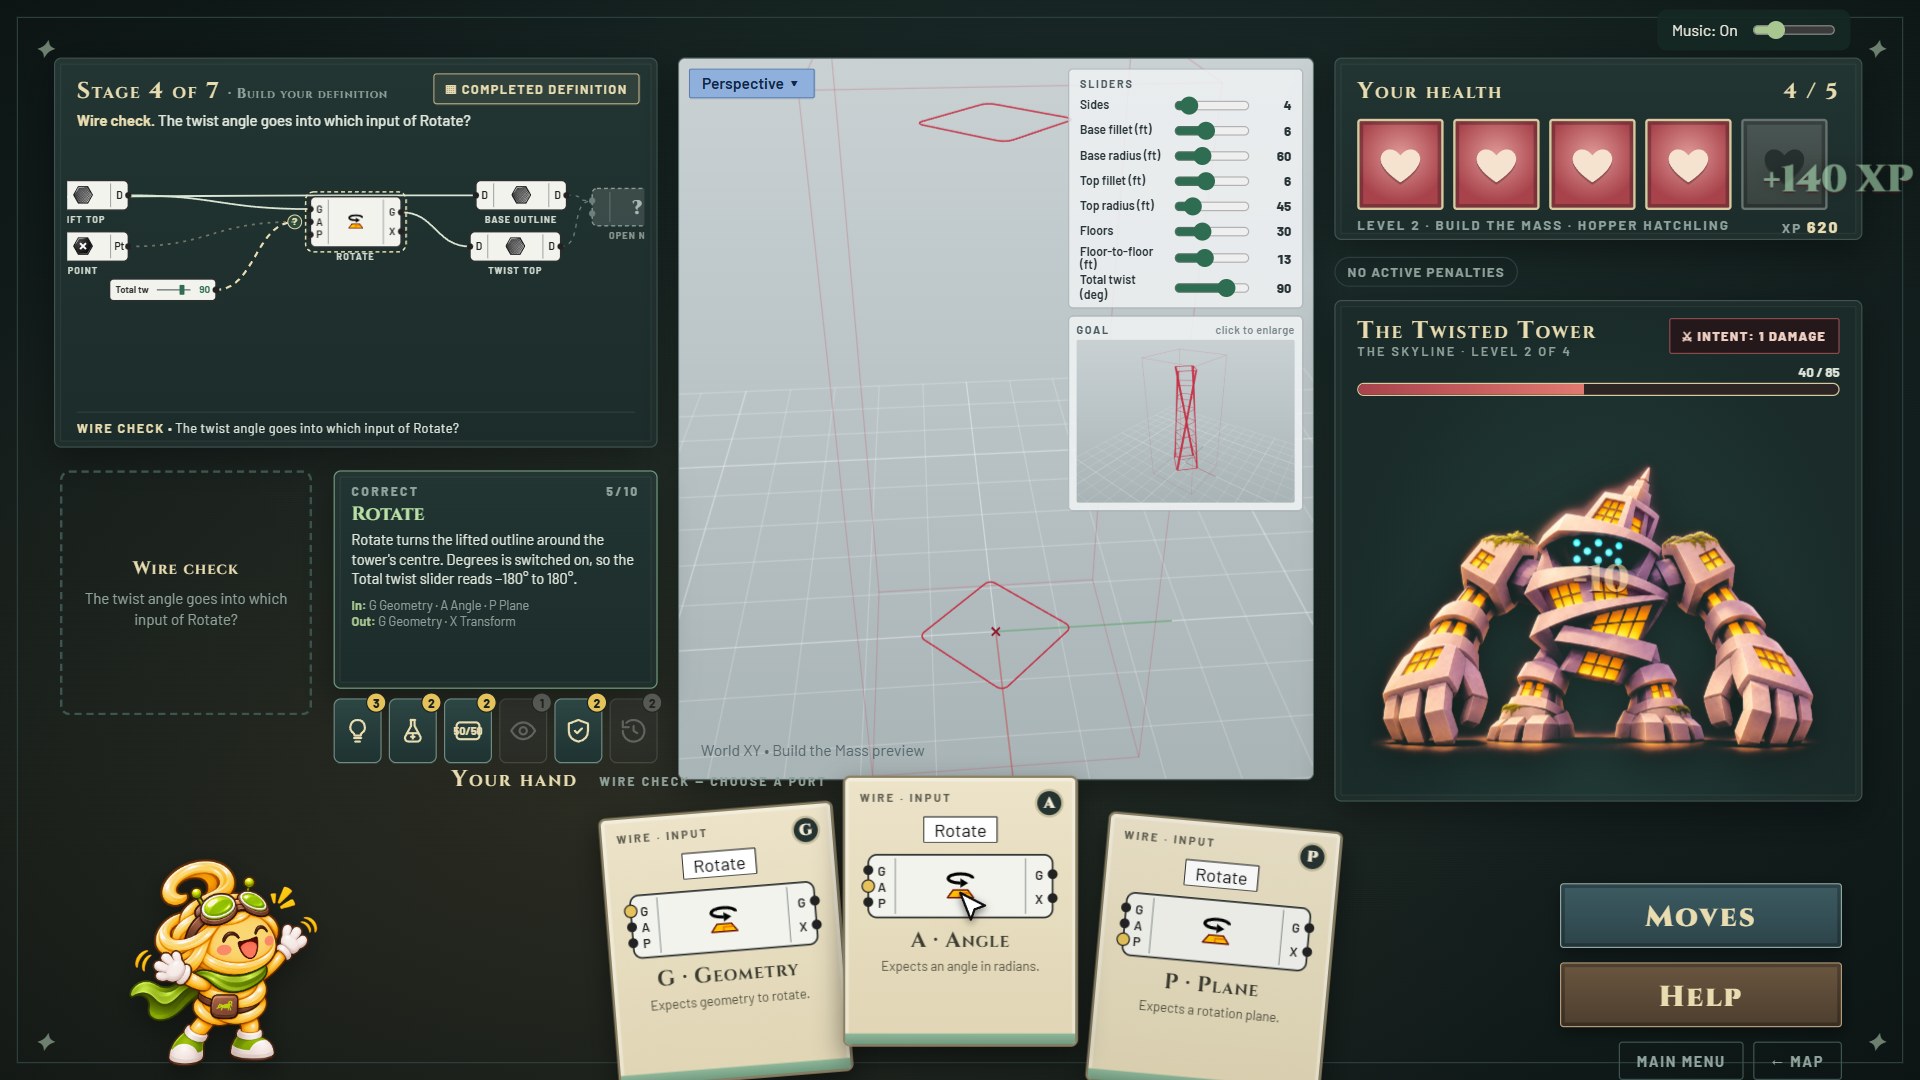 Music: On
Stage 4 of 7 · Build your definition
COMPLETED DEFINITION
Wire check. The twist angle goes into which input of Rotate?
D
IFT TOP
Pt
POINT
Total tw 90
?
G
A
P
G
X
ROTATE
D D
BASE OUTLINE
D D
TWIST TOP
?
OPEN N
WIRE CHECK • The twist angle goes into which input of Rotate?
Wire check
The twist angle goes into which
input of Rotate?
CORRECT 5/10
Rotate
Rotate turns the lifted outline around the
tower's centre. Degrees is switched on, so the
Total twist slider reads −180° to 180°.
In: G Geometry · A Angle · P Plane
Out: G Geometry · X Transform
3
2
2
1
2
2
50/50
Perspective ▼
SLIDERS
Sides 4
Base fillet (ft) 6
Base radius (ft) 60
Top fillet (ft) 6
Top radius (ft) 45
Floors 30
Floor-to-floor
(ft) 13
Total twist
(deg) 90
GOAL click to enlarge
World XY • Build the Mass preview
Your health 4 / 5
+140 XP
LEVEL 2 · BUILD THE MASS · HOPPER HATCHLING XP 620
NO ACTIVE PENALTIES
The Twisted Tower
THE SKYLINE · LEVEL 2 OF 4
INTENT: 1 DAMAGE
40 / 85
-10
Your hand WIRE CHECK — CHOOSE A PORT
WIRE · INPUT G
Rotate
G
A
P
G
X
G · Geometry
Expects geometry to rotate.
WIRE · INPUT A
Rotate
G
A
P
G
X
A · Angle
Expects an angle in radians.
WIRE · INPUT P
Rotate
G
A
P
G
X
P · Plane
Expects a rotation plane.
Moves
Help
MAIN MENU
← MAP